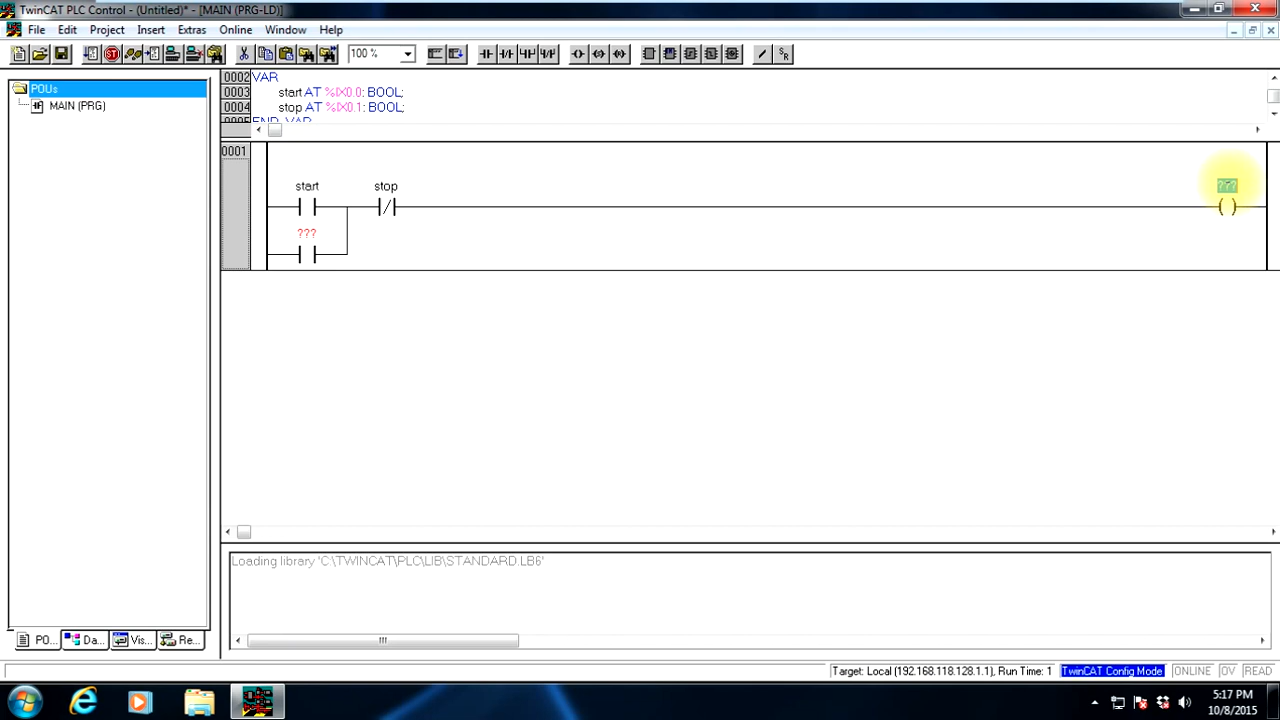 TwinCAT PLC Control - (Untitled)* - [MAIN (PRG-LD)]
File Edit Project Insert Extras Online Window Help
100 %
POUs
MAIN (PRG)
0002 VAR
0003 start AT %IX0.0: BOOL;
0004 stop AT %IX0.1: BOOL;
0005 END_VAR
0001
start stop ???
???
Loading library 'C:\TWINCAT\PLC\LIB\STANDARD.LB6'
PO... Da... Vis... Re...
Target: Local (192.168.118.128.1.1), Run Time: 1 TwinCAT Config Mode ONLINE OV READ
5:17 PM
10/8/2015